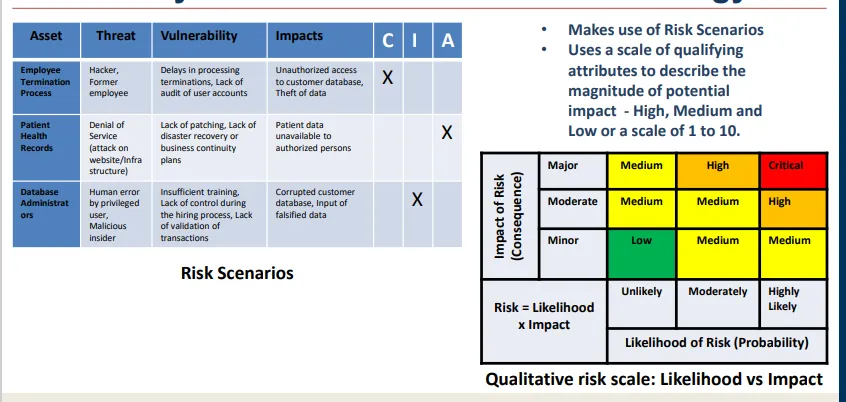 Asset Threat Vulnerability Impacts C I A
Employee
Termination
Process
Hacker,
Former
employee
Delays in processing
terminations, Lack of
audit of user accounts
Unauthorized access
to customer database,
Theft of data
X
Patient
Health
Records
Denial of
Service
(attack on
website/Infra
structure)
Lack of patching, Lack of
disaster recovery or
business continuity
plans
Patient data
unavailable to
authorized persons
X
Database
Administrat
ors
Human error
by privileged
user,
Malicious
insider
Insufficient training,
Lack of control during
the hiring process, Lack
of validation of
transactions
Corrupted customer
database, Input of
falsified data
X
Risk Scenarios
• Makes use of Risk Scenarios
• Uses a scale of qualifying
attributes to describe the
magnitude of potential
impact - High, Medium and
Low or a scale of 1 to 10.
Impact of Risk
(Consequence)
Major Medium High Critical
Moderate Medium Medium High
Minor Low Medium Medium
Risk = Likelihood
x Impact
Unlikely Moderately Highly
Likely
Likelihood of Risk (Probability)
Qualitative risk scale: Likelihood vs Impact